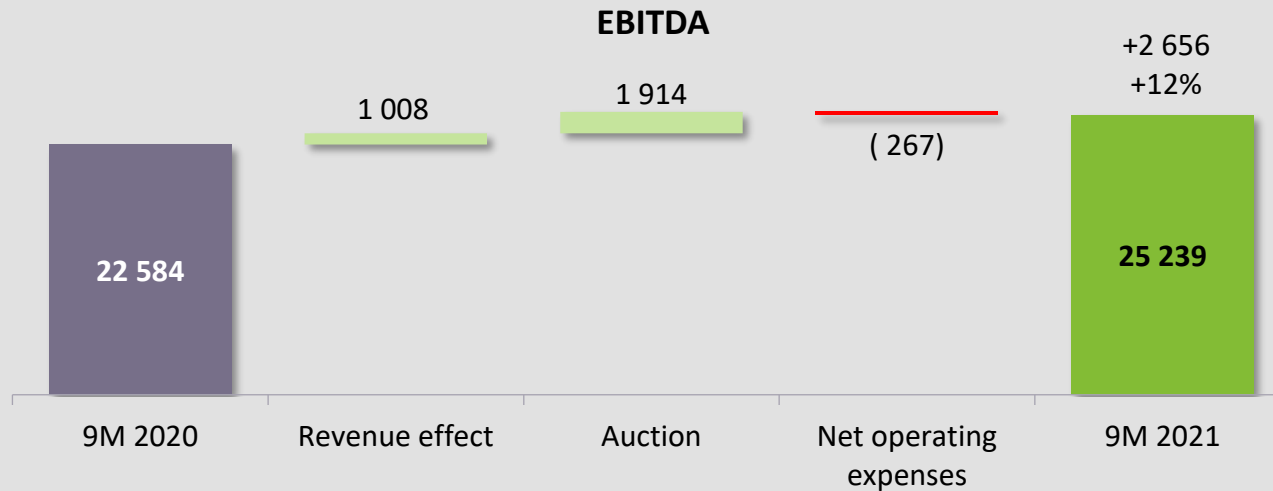 EBITDA
+2 656
+12%
1 008
1 914
( 267)
22 584
25 239
9M 2020
Revenue effect
Auction
Net operating
expenses
9M 2021